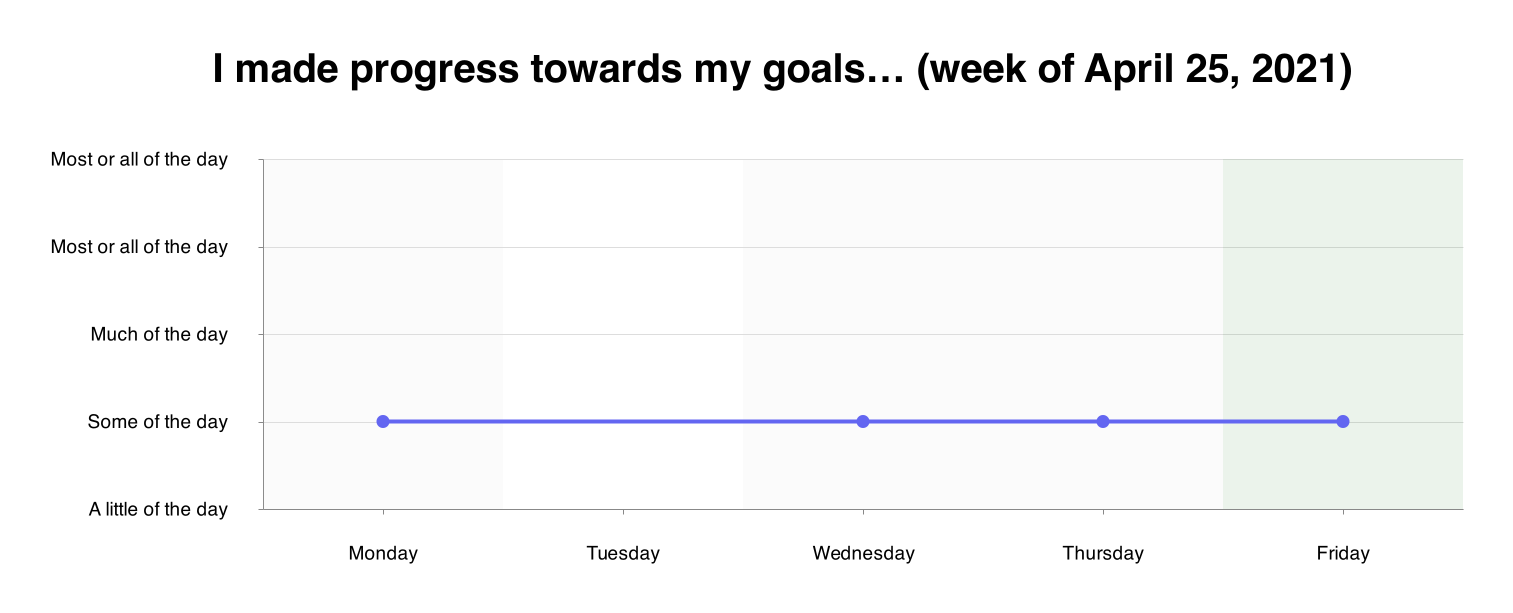 I made progress towards my goals… (week of April 25, 2021)
Most or all of the day
Most or all of the day
Much of the day
Some of the day
A little of the day
Monday
Tuesday
Wednesday
Thursday
Friday